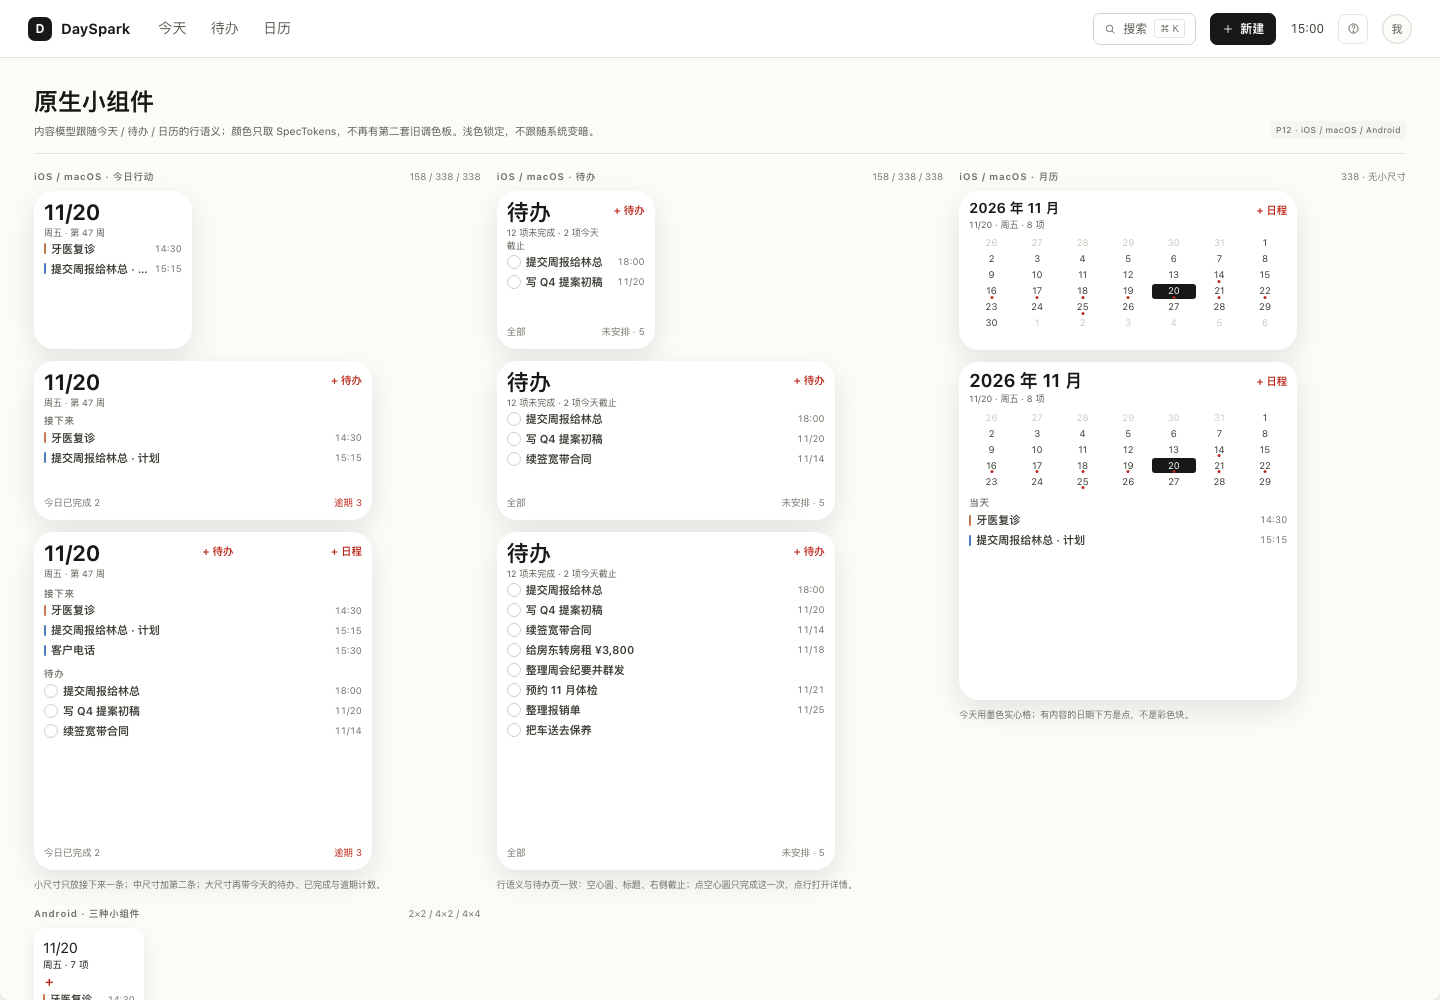 D DaySpark 今天 待办 日历 搜索 ⌘ K + 新建 15:00 我
原生小组件
内容模型跟随今天 / 待办 / 日历的行语义；颜色只取 SpecTokens，不再有第二套旧调色板。浅色锁定，不跟随系统变暗。
P12 · iOS / macOS / Android
iOS / macOS · 今日行动 158 / 338 / 338
11/20
周五 · 第 47 周
牙医复诊 14:30
提交周报给林总 · ... 15:15
11/20 + 待办
周五 · 第 47 周
接下来
牙医复诊 14:30
提交周报给林总 · 计划 15:15
今日已完成 2 逾期 3
11/20 + 待办 + 日程
周五 · 第 47 周
接下来
牙医复诊 14:30
提交周报给林总 · 计划 15:15
客户电话 15:30
待办
提交周报给林总 18:00
写 Q4 提案初稿 11/20
续签宽带合同 11/14
今日已完成 2 逾期 3
小尺寸只放接下来一条；中尺寸加第二条；大尺寸再带今天的待办、已完成与逾期计数。
iOS / macOS · 待办 158 / 338 / 338
待办 + 待办
12 项未完成 · 2 项今天
截止
提交周报给林总 18:00
写 Q4 提案初稿 11/20
全部 未安排 · 5
待办 + 待办
12 项未完成 · 2 项今天截止
提交周报给林总 18:00
写 Q4 提案初稿 11/20
续签宽带合同 11/14
全部 未安排 · 5
待办 + 待办
12 项未完成 · 2 项今天截止
提交周报给林总 18:00
写 Q4 提案初稿 11/20
续签宽带合同 11/14
给房东转房租 ¥3,800 11/18
整理周会纪要并群发
预约 11 月体检 11/21
整理报销单 11/25
把车送去保养
全部 未安排 · 5
行语义与待办页一致：空心圆、标题、右侧截止；点空心圆只完成这一次，点行打开详情。
iOS / macOS · 月历 338 · 无小尺寸
2026 年 11 月 + 日程
11/20 · 周五 · 8 项
26 27 28 29 30 31 1
2 3 4 5 6 7 8
9 10 11 12 13 14 15
16 17 18 19 20 21 22
23 24 25 26 27 28 29
30 1 2 3 4 5 6
2026 年 11 月 + 日程
11/20 · 周五 · 8 项
26 27 28 29 30 31 1
2 3 4 5 6 7 8
9 10 11 12 13 14 15
16 17 18 19 20 21 22
23 24 25 26 27 28 29
当天
牙医复诊 14:30
提交周报给林总 · 计划 15:15
今天用墨色实心格；有内容的日期下方是点，不是彩色块。
Android · 三种小组件 2×2 / 4×2 / 4×4
11/20
周五 · 7 项
+
牙医复诊 14:30